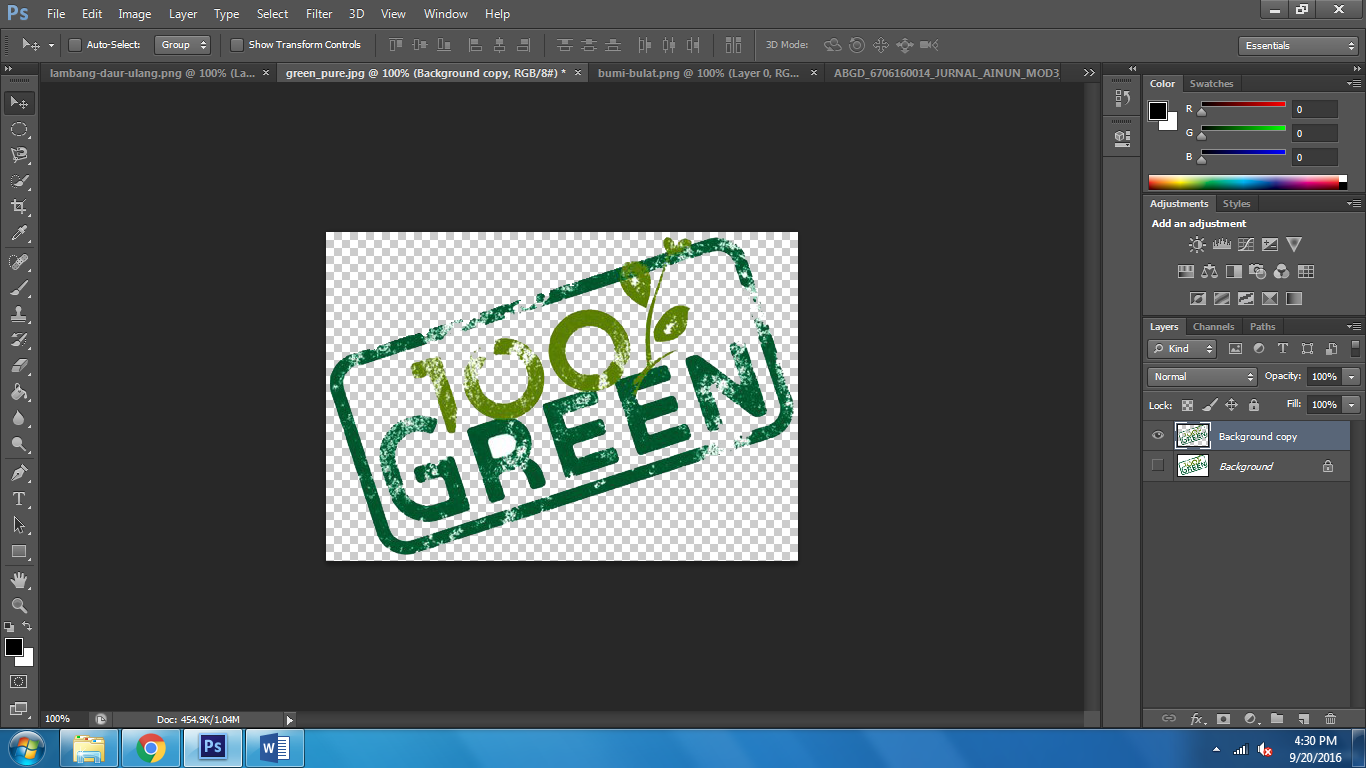 Ps File Edit Image Layer Type Select Filter 3D View Window Help
Auto-Select: Group Show Transform Controls 3D Mode: Essentials
lambang-daur-ulang.png @ 100% (La... × green_pure.jpg @ 100% (Background copy, RGB/8#) * × bumi-bulat.png @ 100% (Layer 0, RG... × ABGD_6706160014_JURNAL_AINUN_MOD3
Color Swatches
R 0
G 0
B 0
Adjustments Styles
Add an adjustment
Layers Channels Paths
Kind
Normal Opacity: 100%
Lock: Fill: 100%
Background copy
Background
100
GREEN
100% Doc: 454.9K/1.04M
Ps W 4:30 PM
9/20/2016